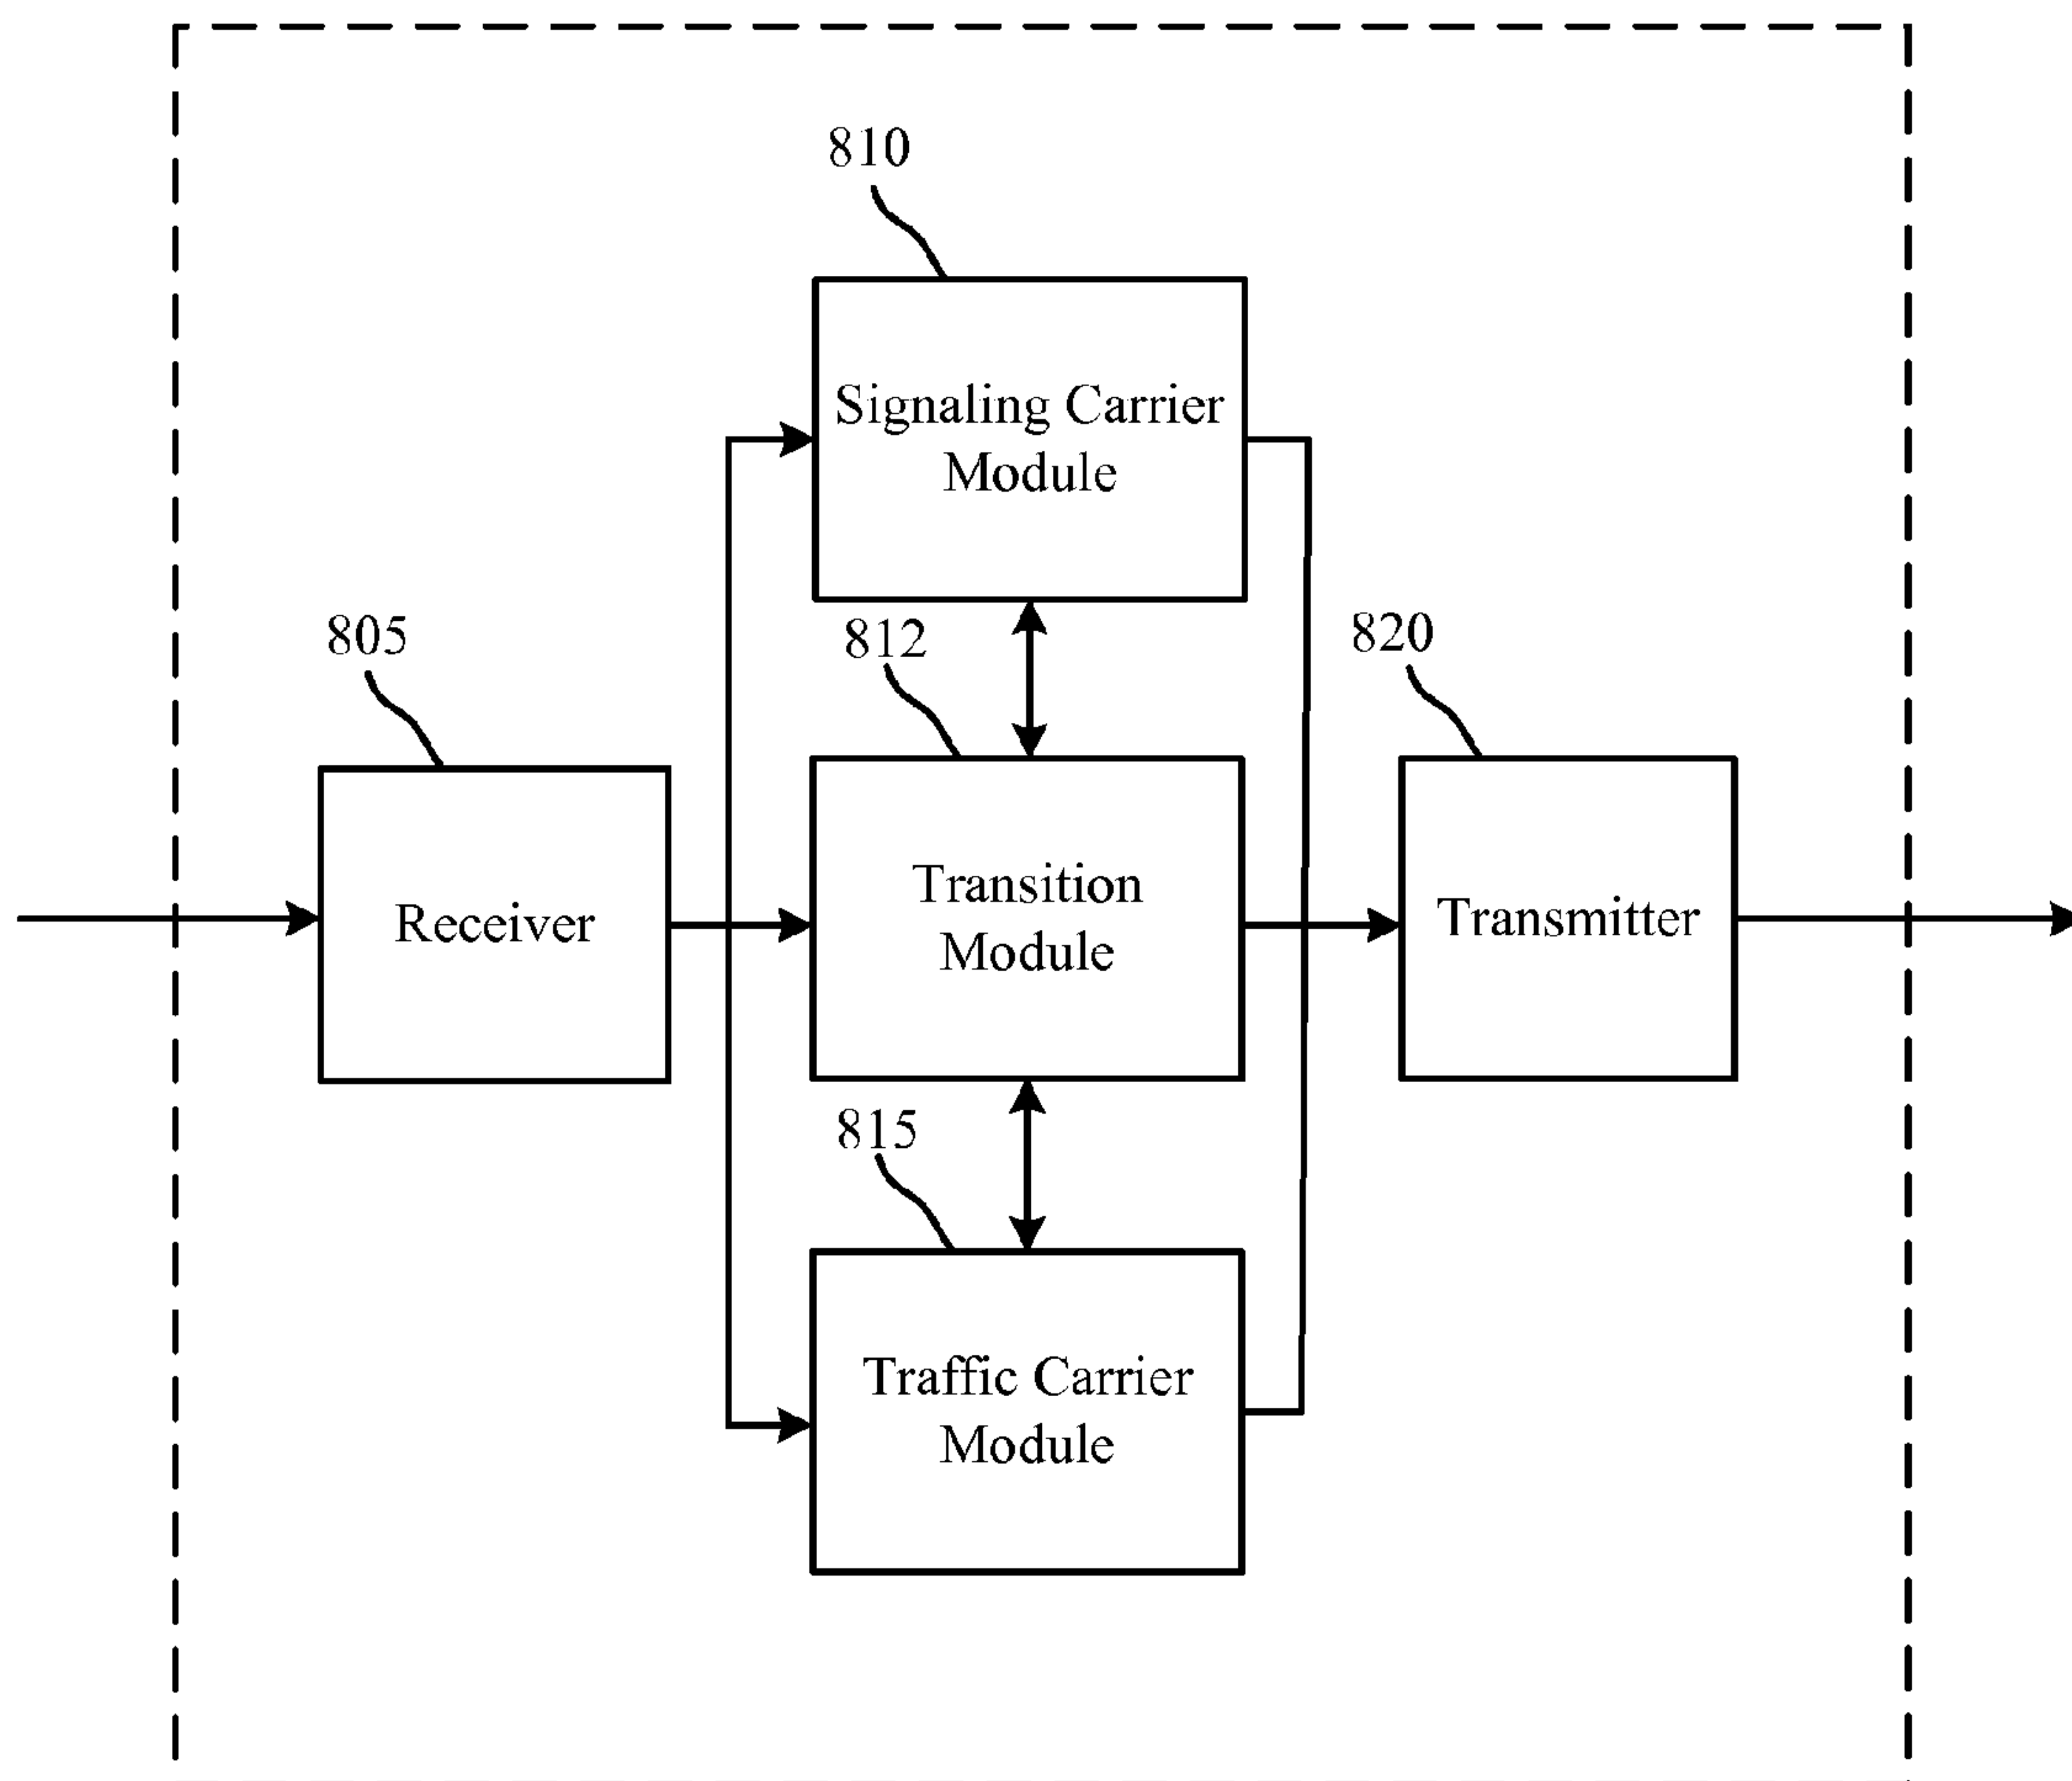 810
Signaling Carrier
Module
805
812
820
Receiver
Transition
Module
Transmitter
815
Traffic Carrier
Module